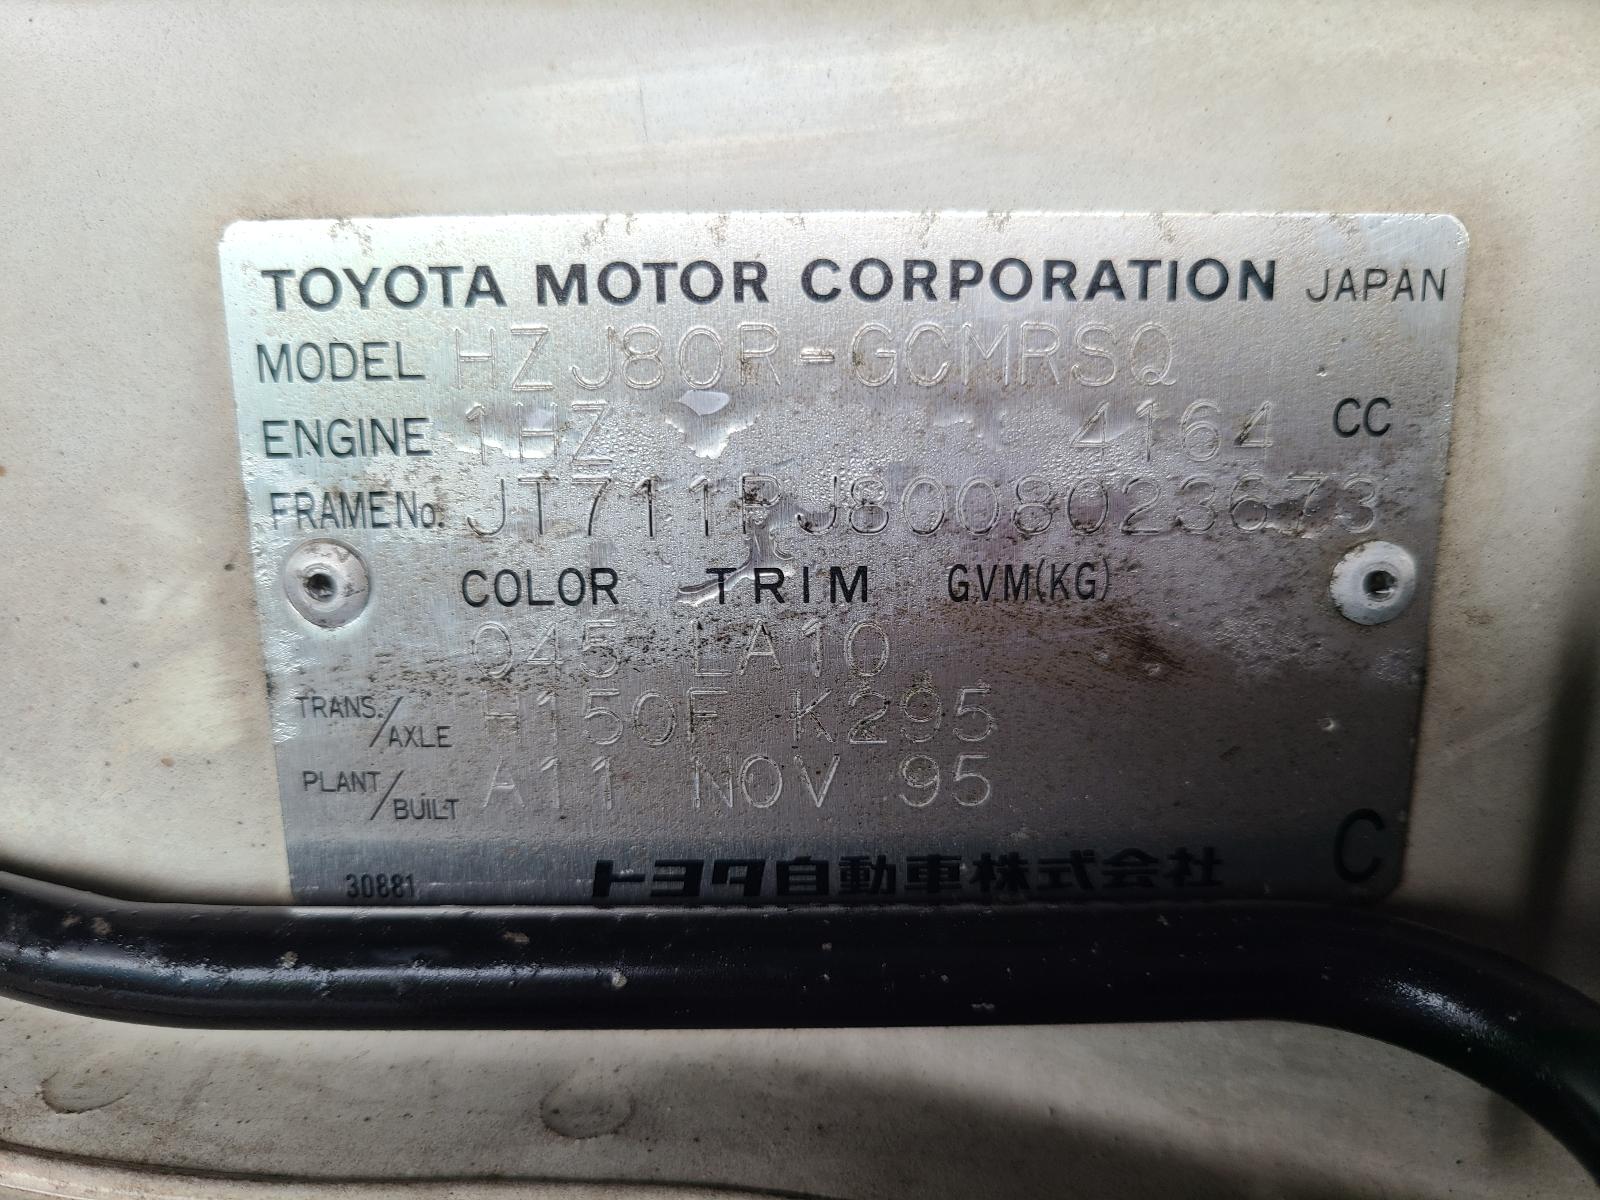 TOYOTA MOTOR CORPORATION JAPAN
MODEL HZJ80R-GCMRSQ
ENGINE 1HZ 4164 CC
FRAME No. JT711PJ8008023673
COLOR TRIM GVM(KG)
045 LA10
TRANS./AXLE H150F K295
PLANT/BUILT A11 NOV 95
C
30881 トヨタ自動車株式会社